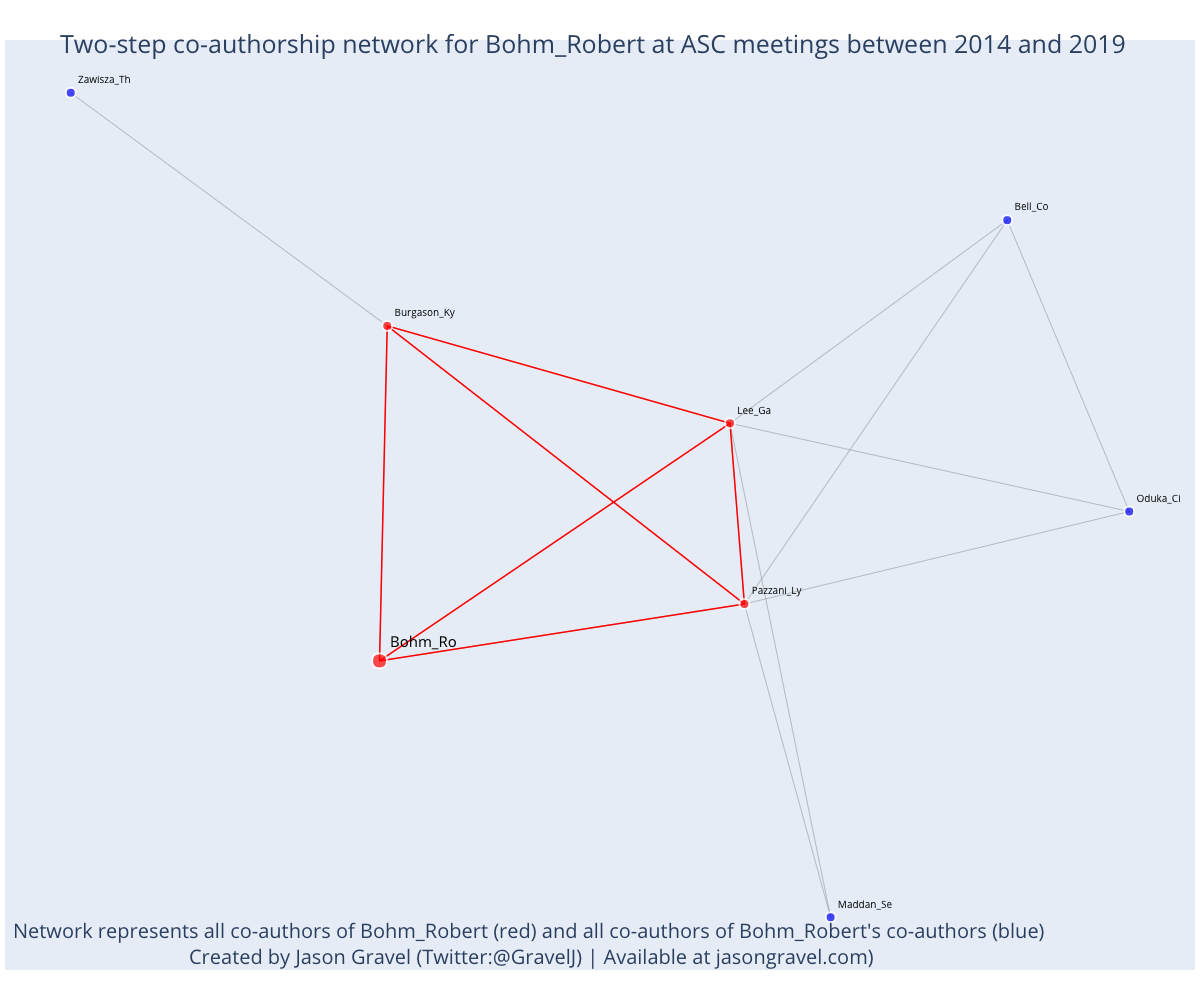 Two-step co-authorship network for Bohm_Robert at ASC meetings between 2014 and 2019
Zawisza_Th
Bell_Co
Burgason_Ky
Lee_Ga
Oduka_Ci
Pazzani_Ly
Bohm_Ro
Maddan_Se
Network represents all co-authors of Bohm_Robert (red) and all co-authors of Bohm_Robert's co-authors (blue)
Created by Jason Gravel (Twitter:@GravelJ) | Available at jasongravel.com)